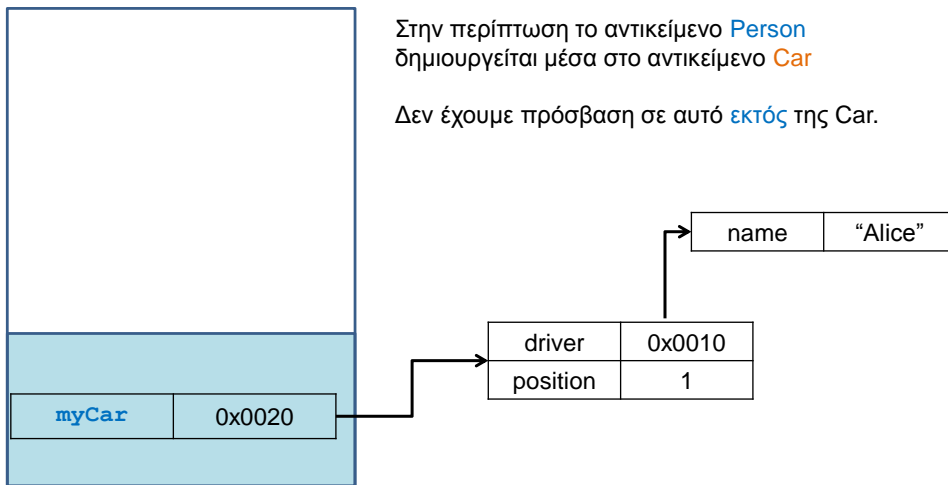 Στην περίπτωση το αντικείμενο Person
δημιουργείται μέσα στο αντικείμενο Car
Δεν έχουμε πρόσβαση σε αυτό εκτός της Car.
name “Alice”
driver 0x0010
position 1
myCar 0x0020